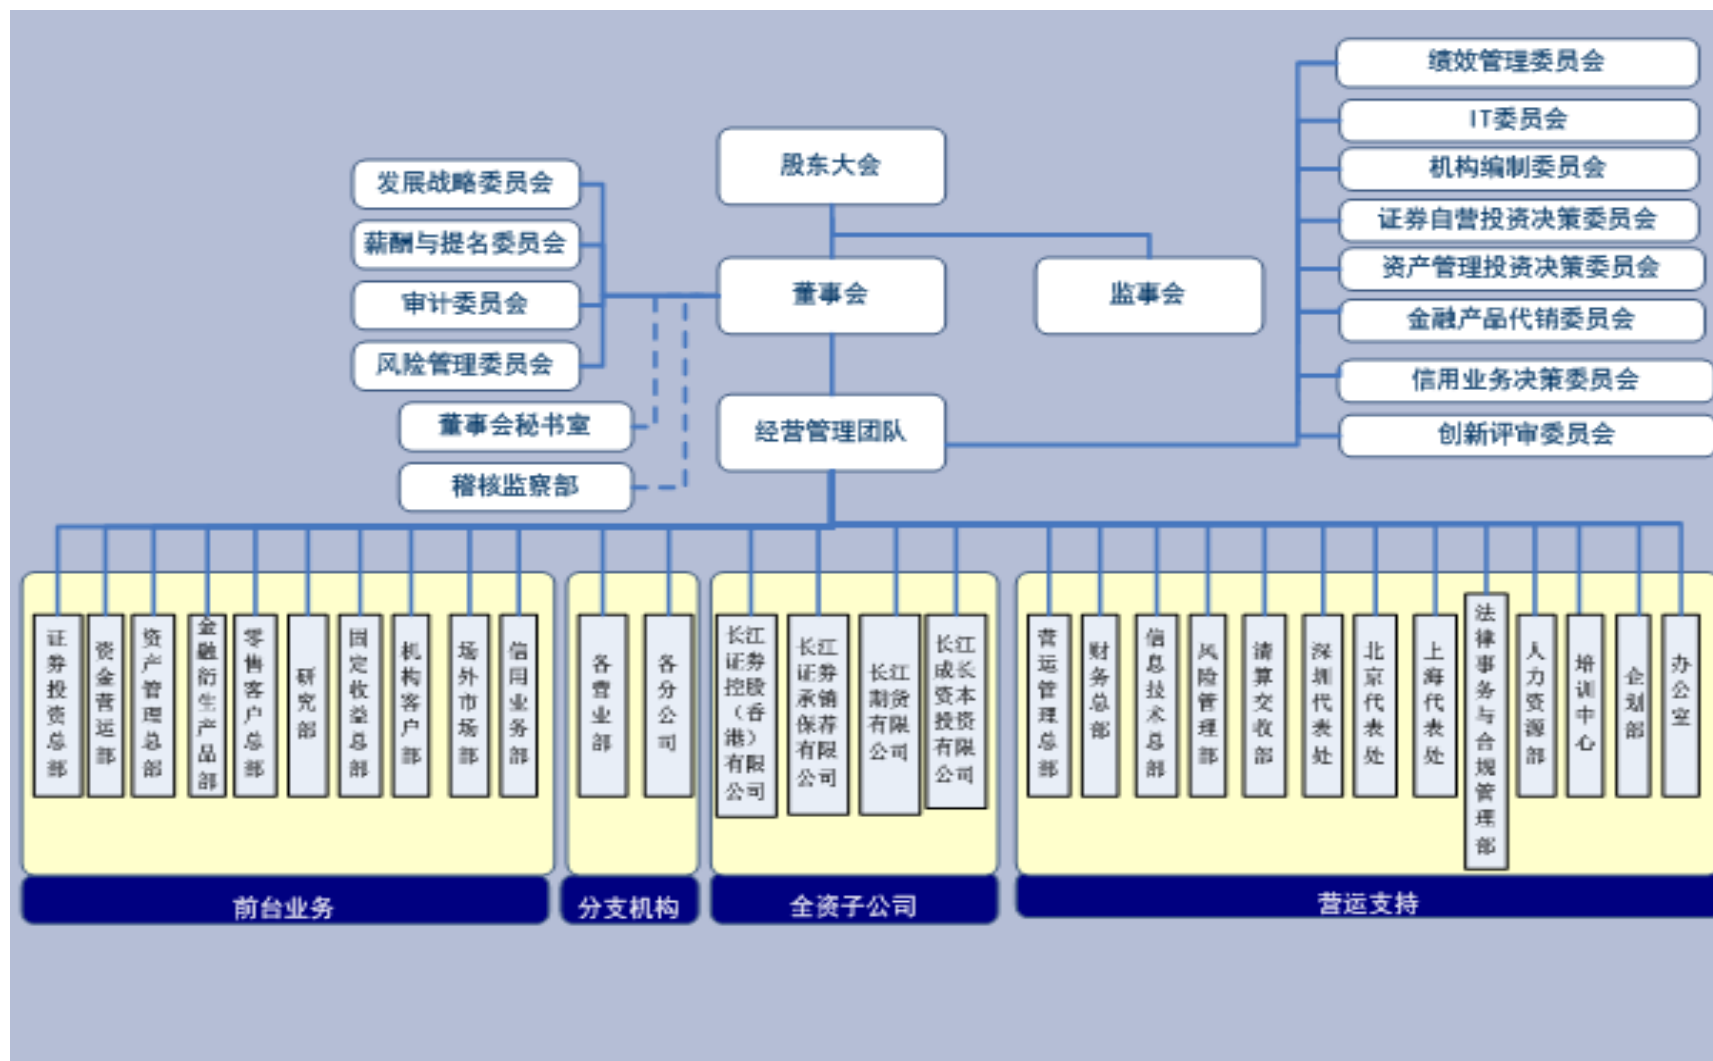 绩效管理委员会
IT委员会
机构编制委员会
证券自营投资决策委员会
资产管理投资决策委员会
金融产品代销委员会
信用业务决策委员会
创新评审委员会
股东大会
发展战略委员会
薪酬与提名委员会
审计委员会
风险管理委员会
董事会
监事会
董事会秘书室
稽核监察部
经营管理团队
证券投资总部
资金营运部
资产管理总部
金融衍生产品部
零售客户总部
研究部
固定收益总部
机构客户部
场外市场部
信用业务部
各营业部
各分公司
长江
证券
控股
（香
港）
有限
公司
长江
证券
承销
保荐
有限
公司
长江
期货
有限
公司
长江
成长
资本
投资
有限
公司
营运管理总部
财务总部
信息技术总部
风险管理部
清算交收部
深圳代表处
北京代表处
上海代表处
法律事务与合规管理部
人力资源部
培训中心
企划部
办公室
前台业务
分支机构
全资子公司
营运支持